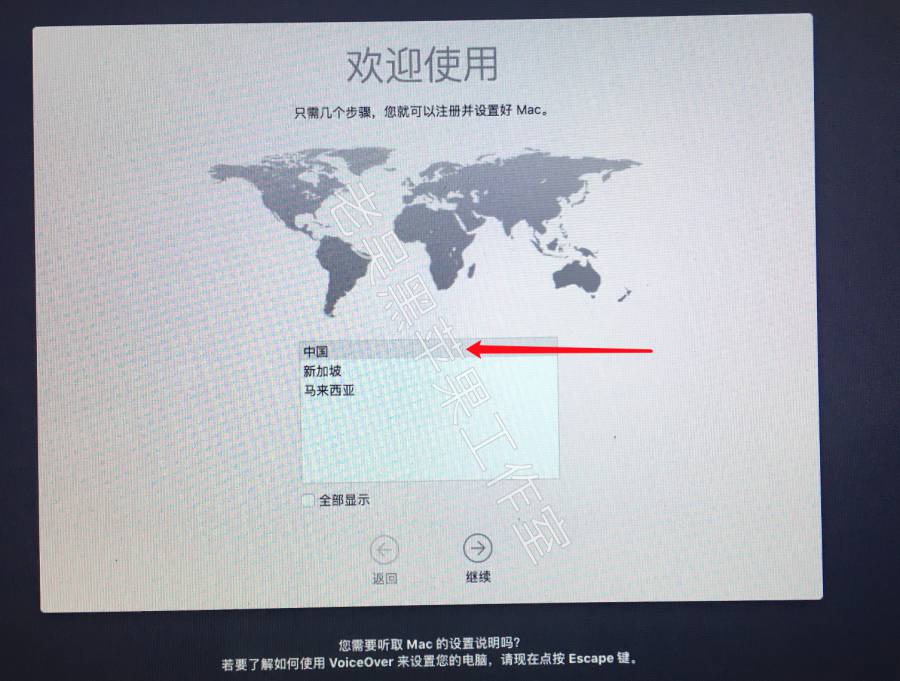 欢迎使用
只需几个步骤，您就可以注册并设置好 Mac。
老吴黑苹果工作室
中国
新加坡
马来西亚
全部显示
返回
继续
您需要听取 Mac 的设置说明吗？
若要了解如何使用 VoiceOver 来设置您的电脑，请现在点按 Escape 键。